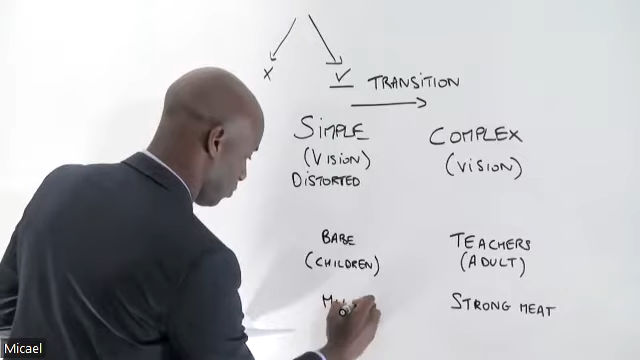 X
✓ TRANSITION
SIMPLE COMPLEX
(VISION) (VISION)
DISTORTED
BABE TEACHERS
(CHILDREN) (ADULT)
STRONG MEAT
Micael